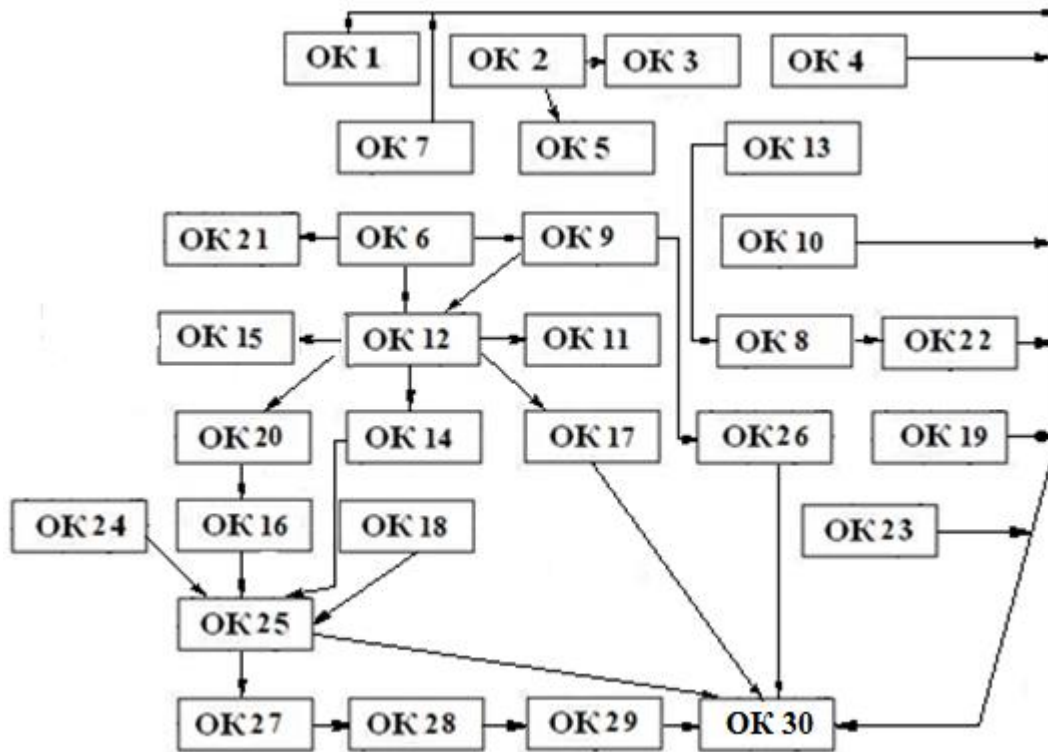 ОК 1
ОК 2
ОК 3
ОК 4
ОК 7
ОК 5
ОК 13
ОК 21
ОК 6
ОК 9
ОК 10
ОК 15
ОК 12
ОК 11
ОК 8
ОК 22
ОК 20
ОК 14
ОК 17
ОК 26
ОК 19
ОК 24
ОК 16
ОК 18
ОК 23
ОК 25
ОК 27
ОК 28
ОК 29
ОК 30